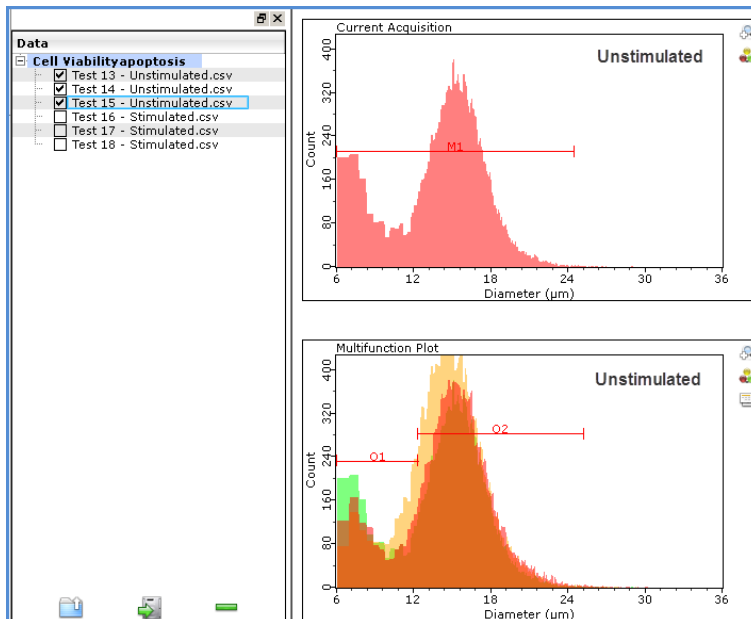 Data
Cell Viabilityapoptosis
Test 13 - Unstimulated.csv
Test 14 - Unstimulated.csv
Test 15 - Unstimulated.csv
Test 16 - Stimulated.csv
Test 17 - Stimulated.csv
Test 18 - Stimulated.csv
Current Acquisition
Unstimulated
400
320
240
160
80
0
Count
M1
6 12 18 24 30 36
Diameter (µm)
Multifunction Plot
Unstimulated
400
320
240
160
80
0
Count
O1
O2
6 12 18 24 30 36
Diameter (µm)